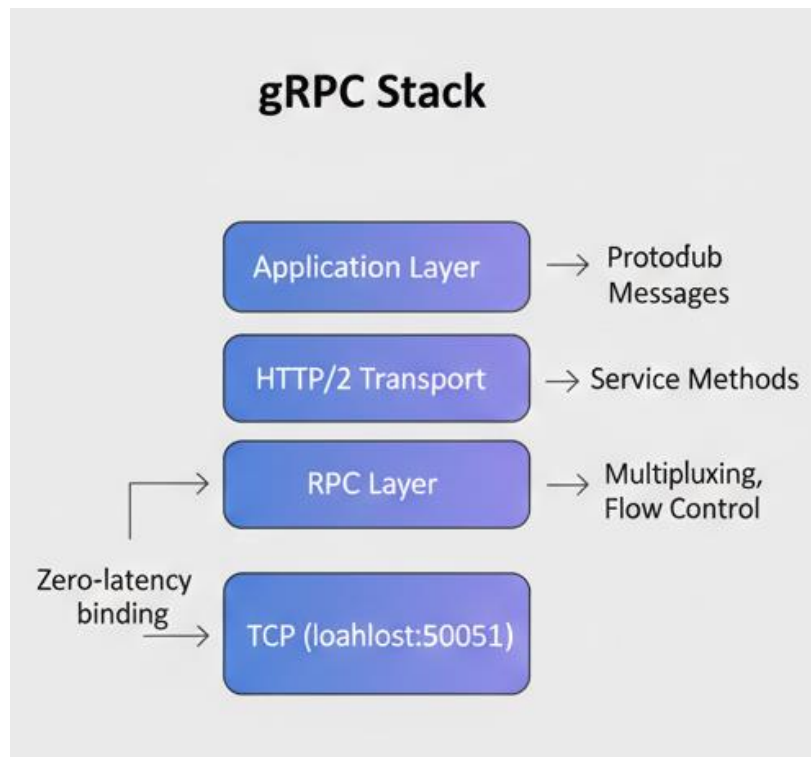 gRPC Stack
Application Layer
Protodub
Messages
HTTP/2 Transport
Service Methods
RPC Layer
Multipluxing,
Flow Control
Zero-latency
binding
TCP (loahlost:50051)